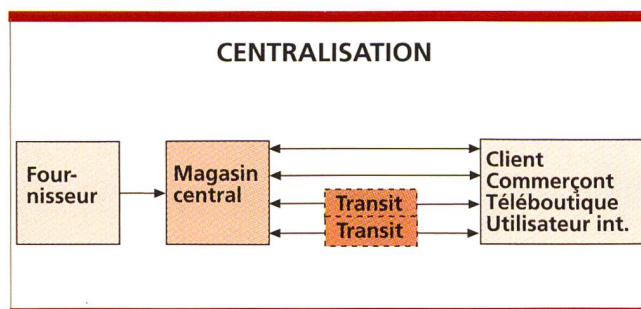 CENTRALISATION
Four-
nisseur
Magasin
central
Transit
Transit
Client
Commerçont
Téléboutique
Utilisateur int.